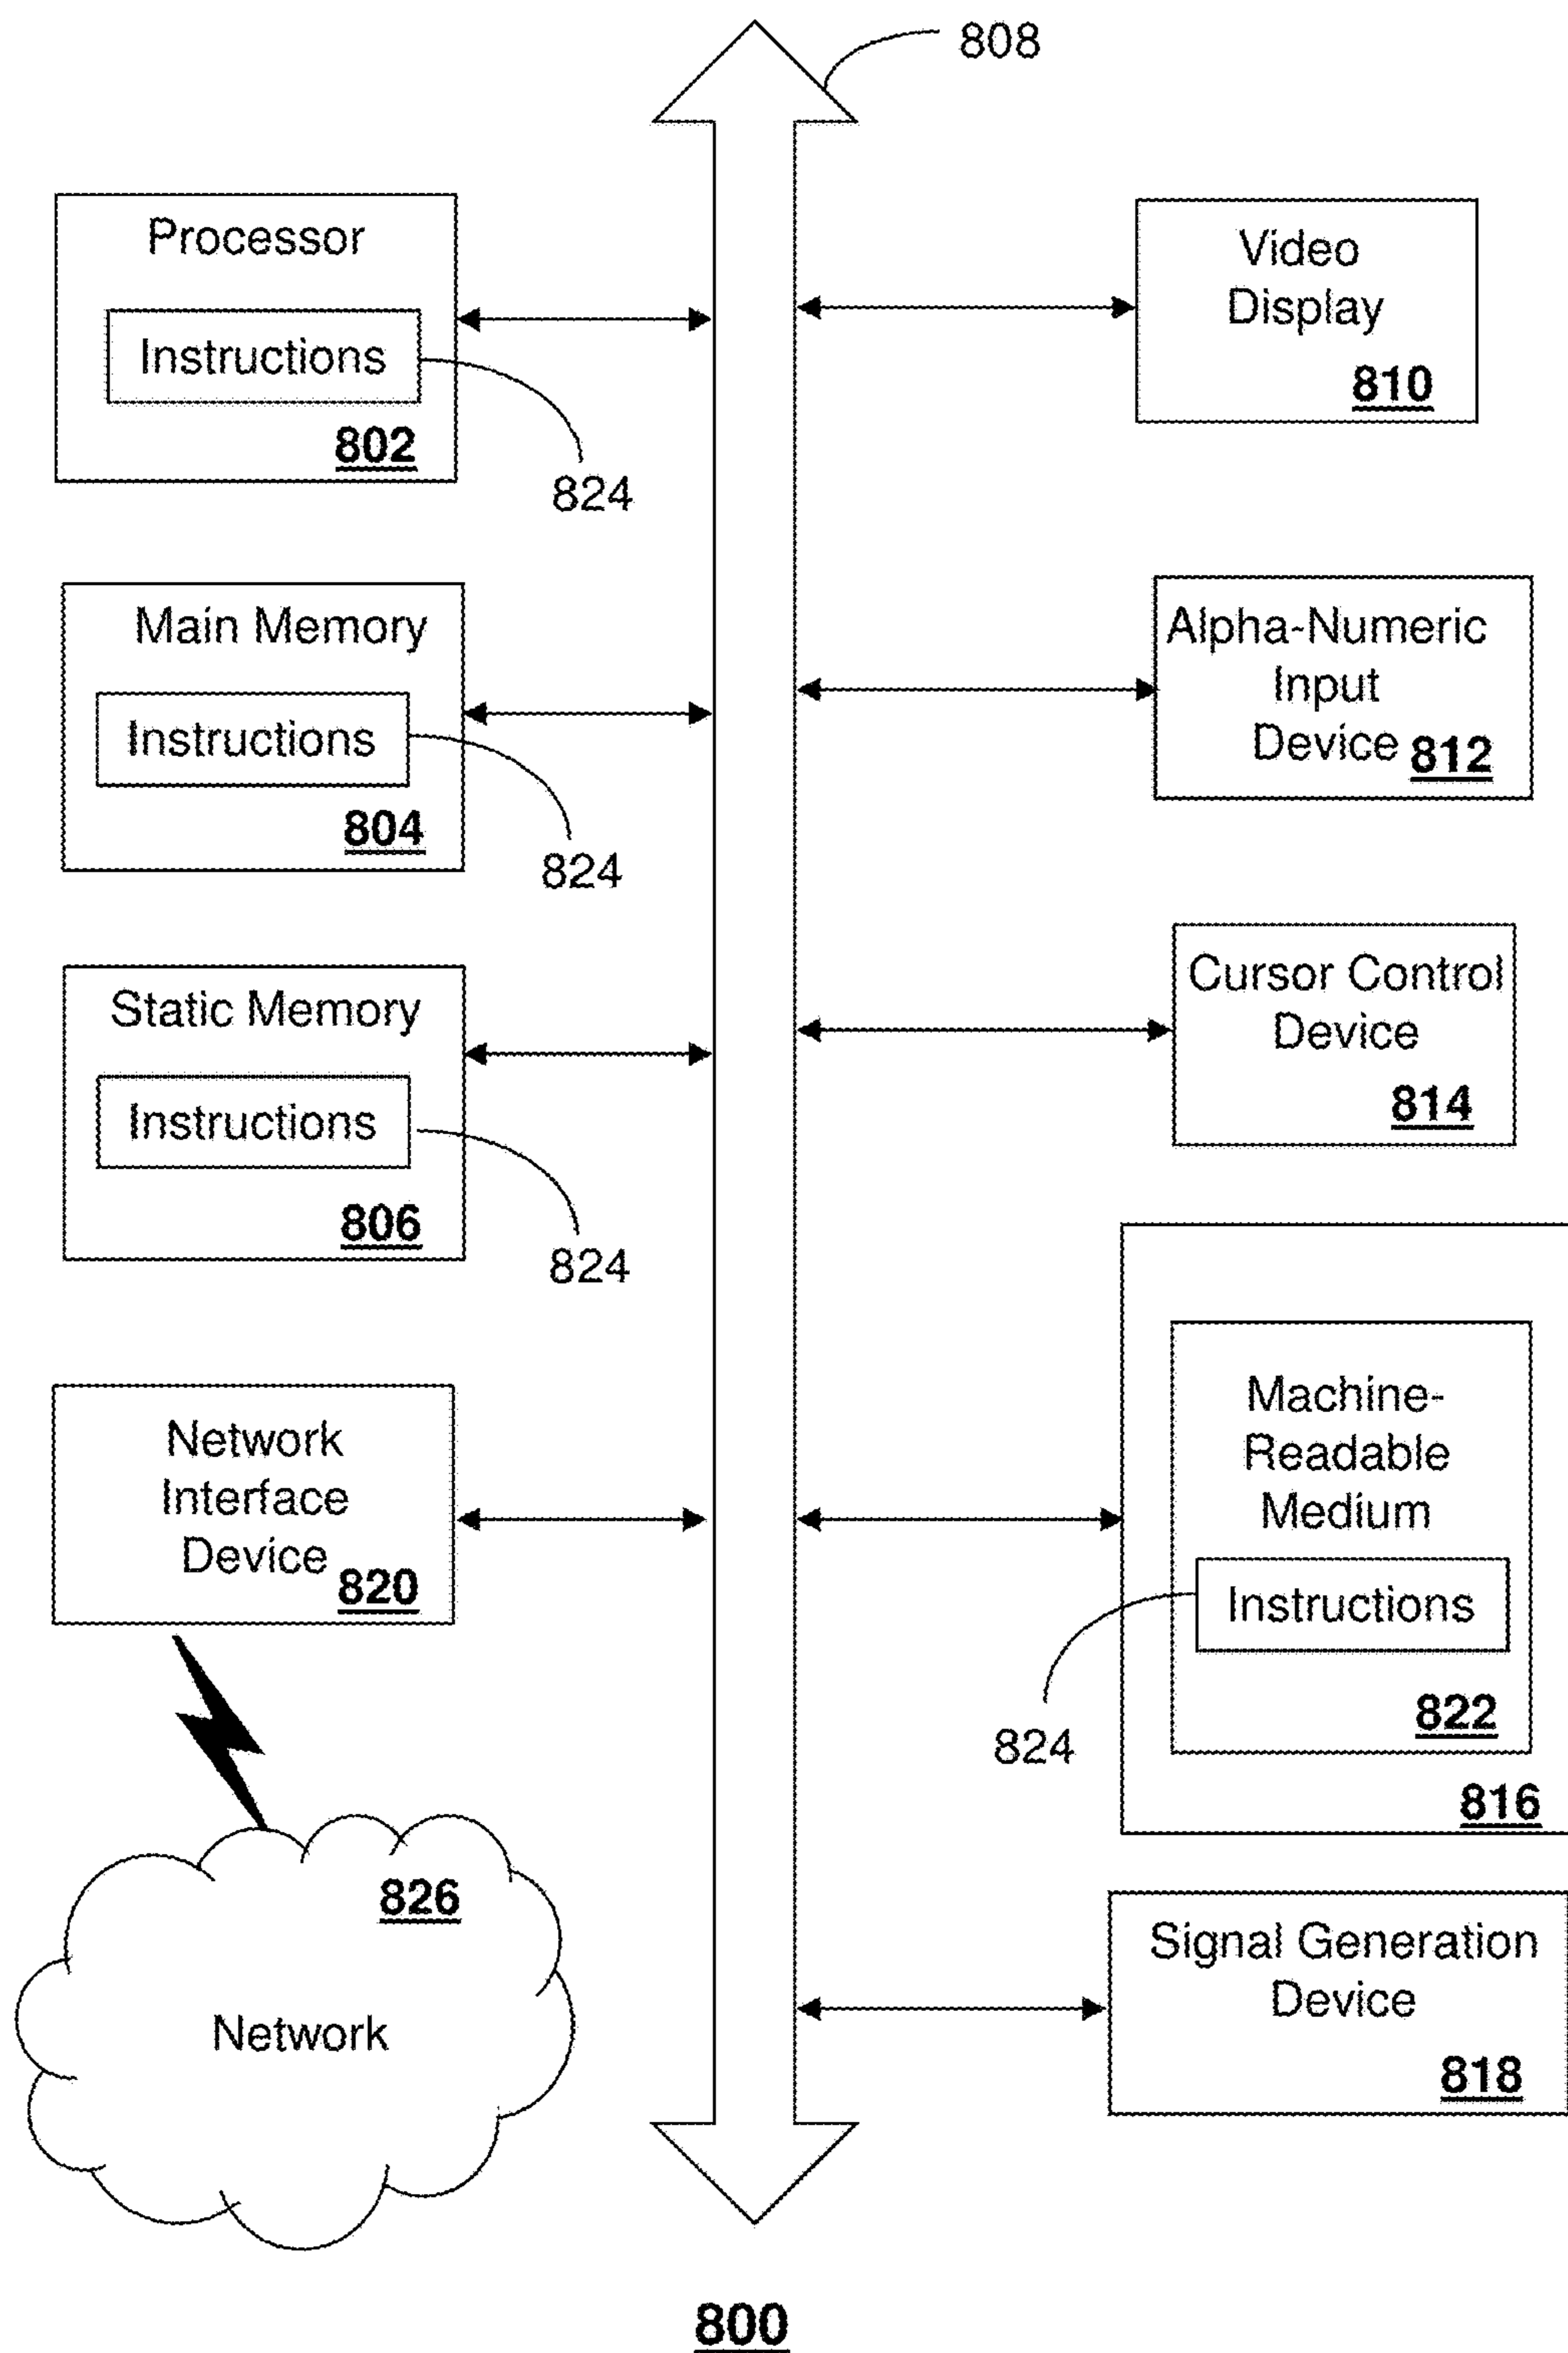 808
Processor
Instructions
802
824
Main Memory
Instructions
804
824
Static Memory
Instructions
806
824
Network
Interface
Device
820
826
Network
Video
Display
810
Alpha-Numeric
Input
Device 812
Cursor Control
Device
814
Machine-
Readable
Medium
Instructions
822
824
816
Signal Generation
Device
818
800